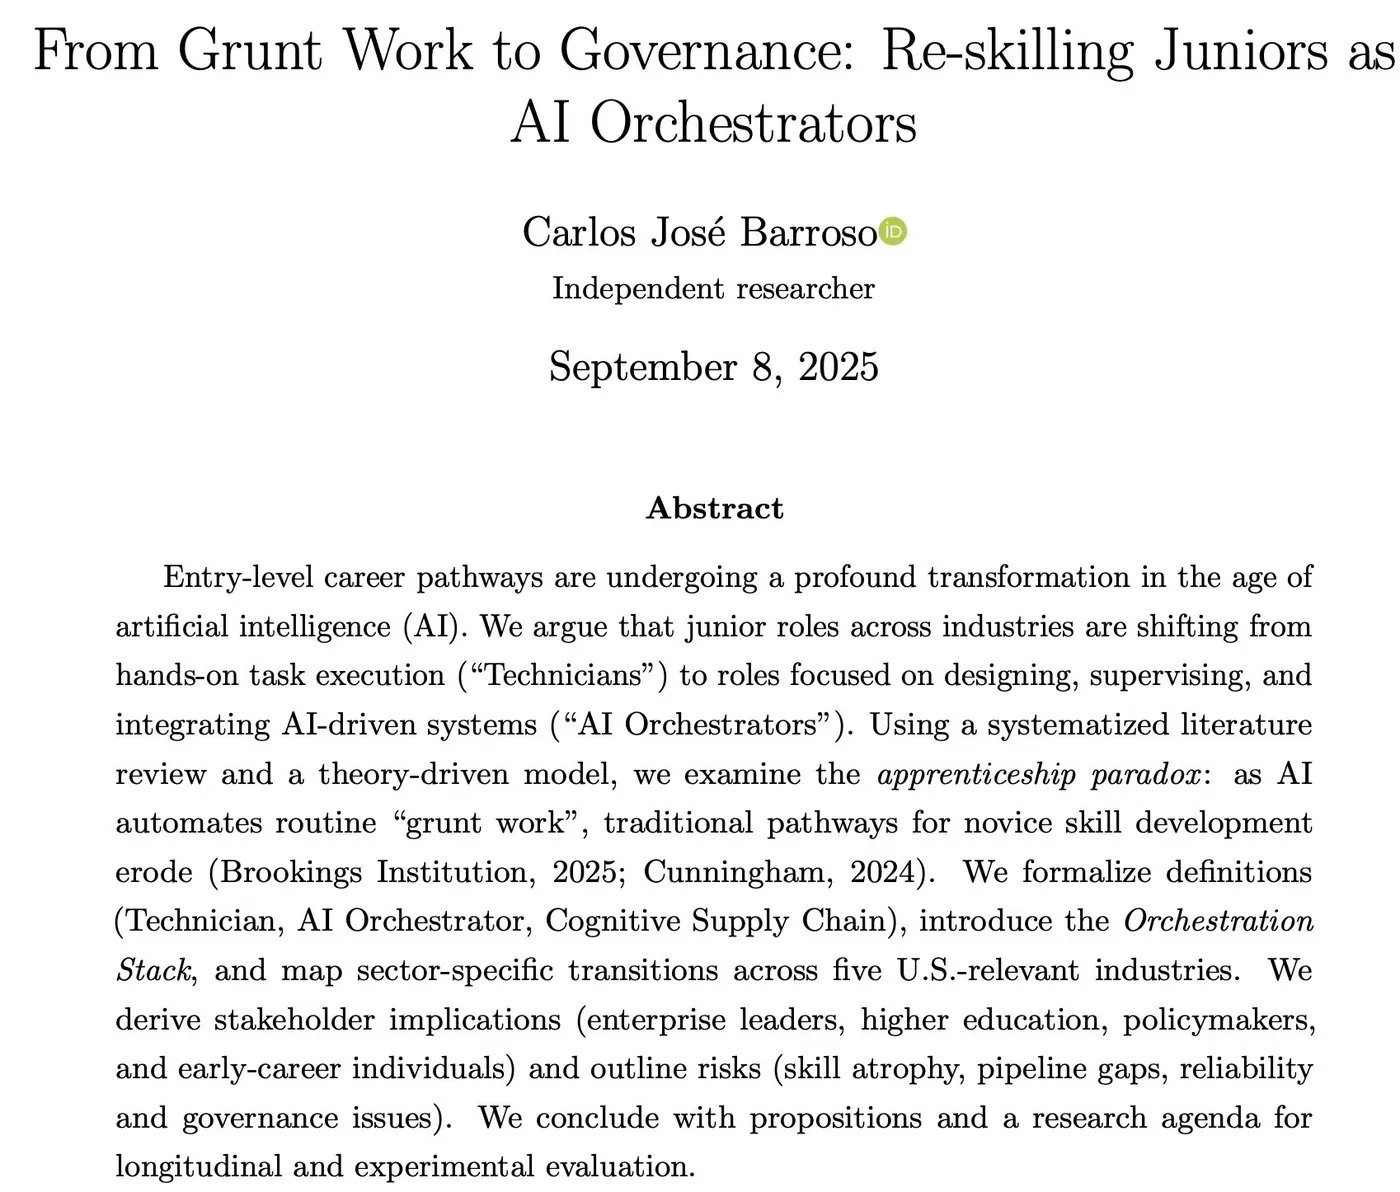 From Grunt Work to Governance: Re-skilling Juniors as
AI Orchestrators
Carlos José Barroso iD
Independent researcher
September 8, 2025
Abstract
Entry-level career pathways are undergoing a profound transformation in the age of
artificial intelligence (AI). We argue that junior roles across industries are shifting from
hands-on task execution (“Technicians”) to roles focused on designing, supervising, and
integrating AI-driven systems (“AI Orchestrators”). Using a systematized literature
review and a theory-driven model, we examine the apprenticeship paradox: as AI
automates routine “grunt work”, traditional pathways for novice skill development
erode (Brookings Institution, 2025; Cunningham, 2024). We formalize definitions
(Technician, AI Orchestrator, Cognitive Supply Chain), introduce the Orchestration
Stack, and map sector-specific transitions across five U.S.-relevant industries. We
derive stakeholder implications (enterprise leaders, higher education, policymakers,
and early-career individuals) and outline risks (skill atrophy, pipeline gaps, reliability
and governance issues). We conclude with propositions and a research agenda for
longitudinal and experimental evaluation.